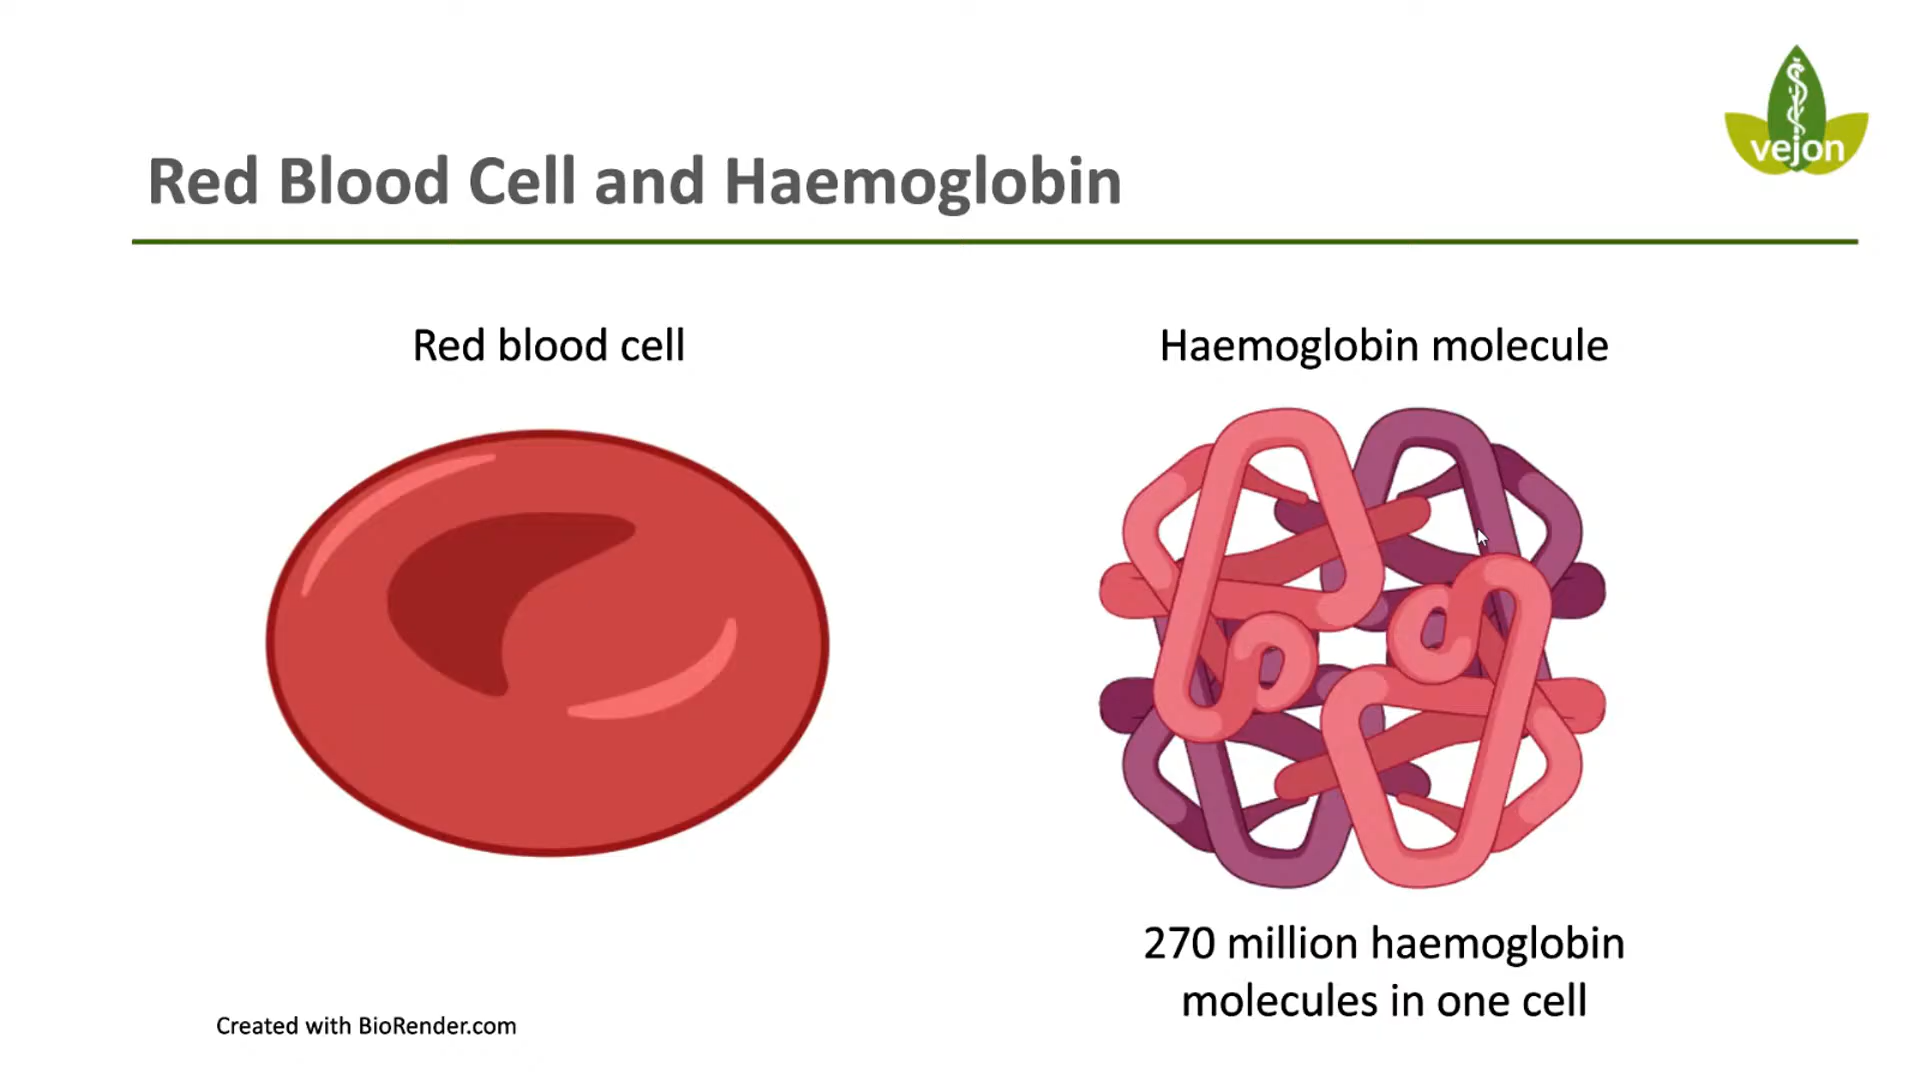 vejon
Red Blood Cell and Haemoglobin
Red blood cell
Haemoglobin molecule
270 million haemoglobin
molecules in one cell
Created with BioRender.com